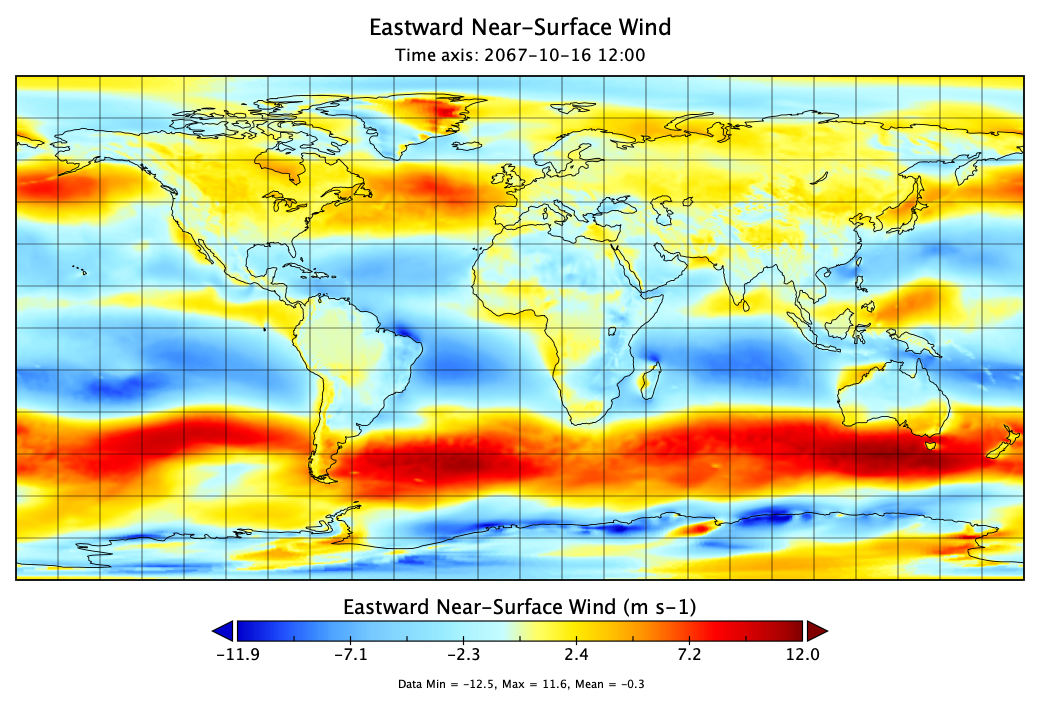 Eastward Near-Surface Wind
Time axis: 2067-10-16 12:00
Eastward Near-Surface Wind (m s-1)
-11.9 -7.1 -2.3 2.4 7.2 12.0
Data Min = -12.5, Max = 11.6, Mean = -0.3